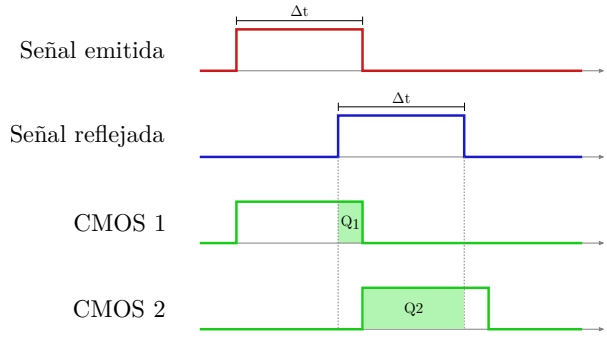 Δt
Señal emitida
Δt
Señal reflejada
CMOS 1
Q1
CMOS 2
Q2